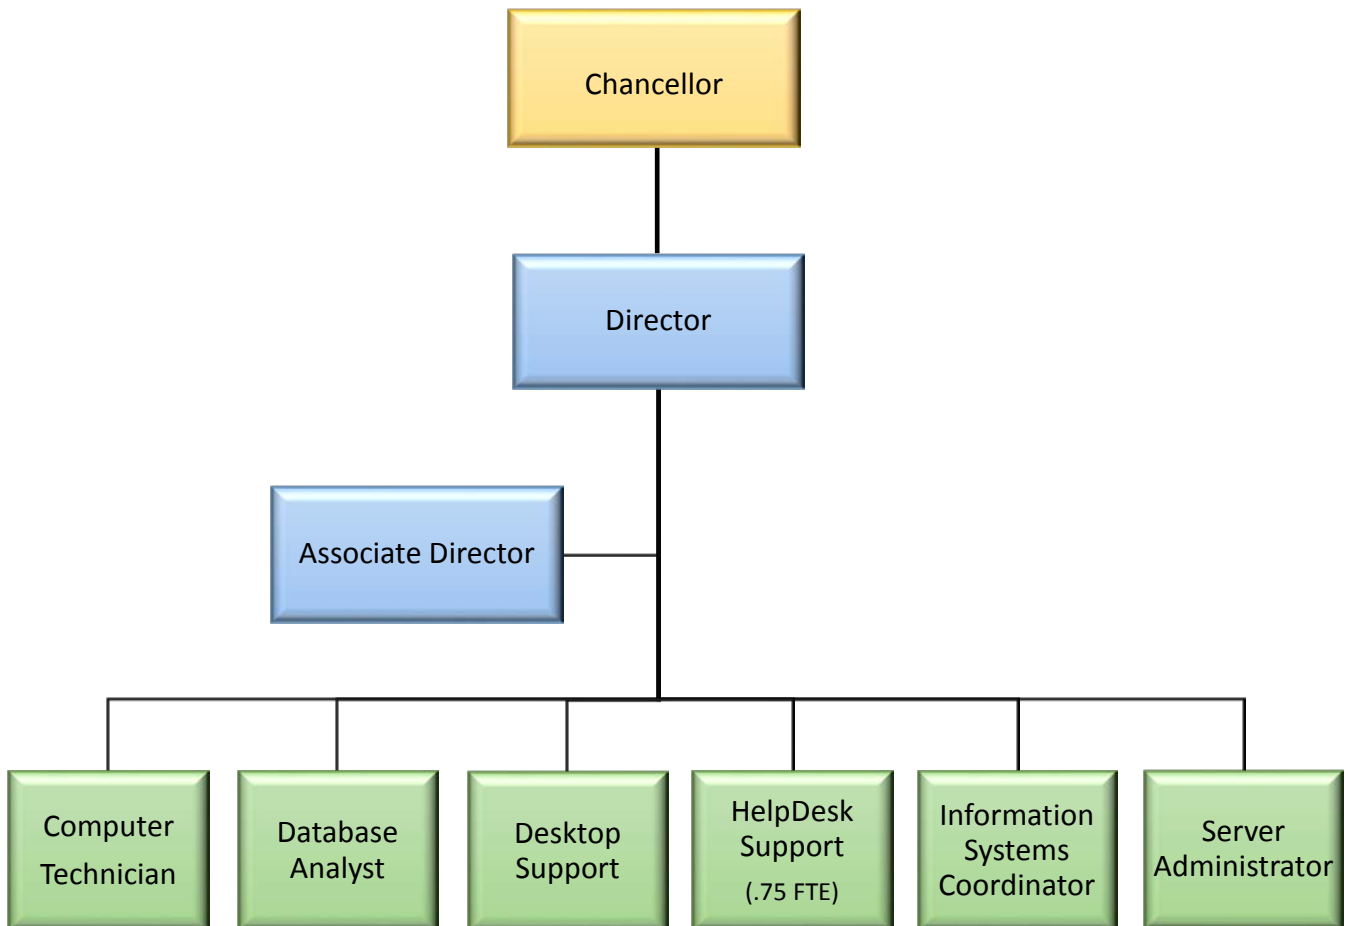 Chancellor
Director
Associate Director
Computer
Technician
Database
Analyst
Desktop
Support
HelpDesk
Support
(.75 FTE)
Information
Systems
Coordinator
Server
Administrator